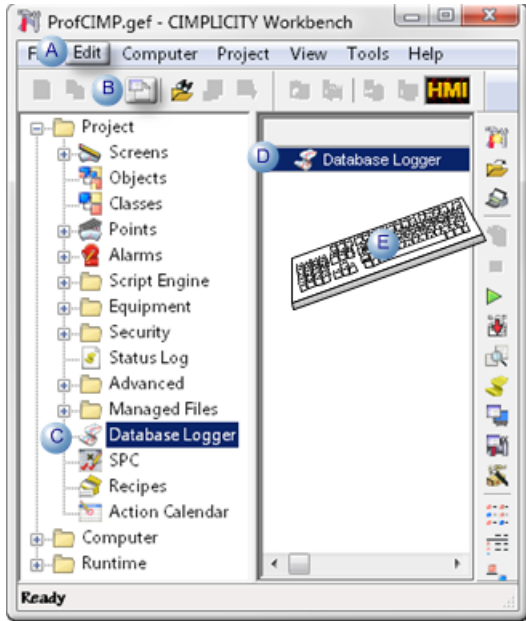 ProfCIMP.gef - CIMPLICITY Workbench
F A Edit Computer Project View Tools Help
B HMI
Project
Screens
Objects
Classes
Points
Alarms
Script Engine
Equipment
Security
Status Log
Advanced
Managed Files
C Database Logger
SPC
Recipes
Action Calendar
Computer
Runtime
D Database Logger
E
Ready